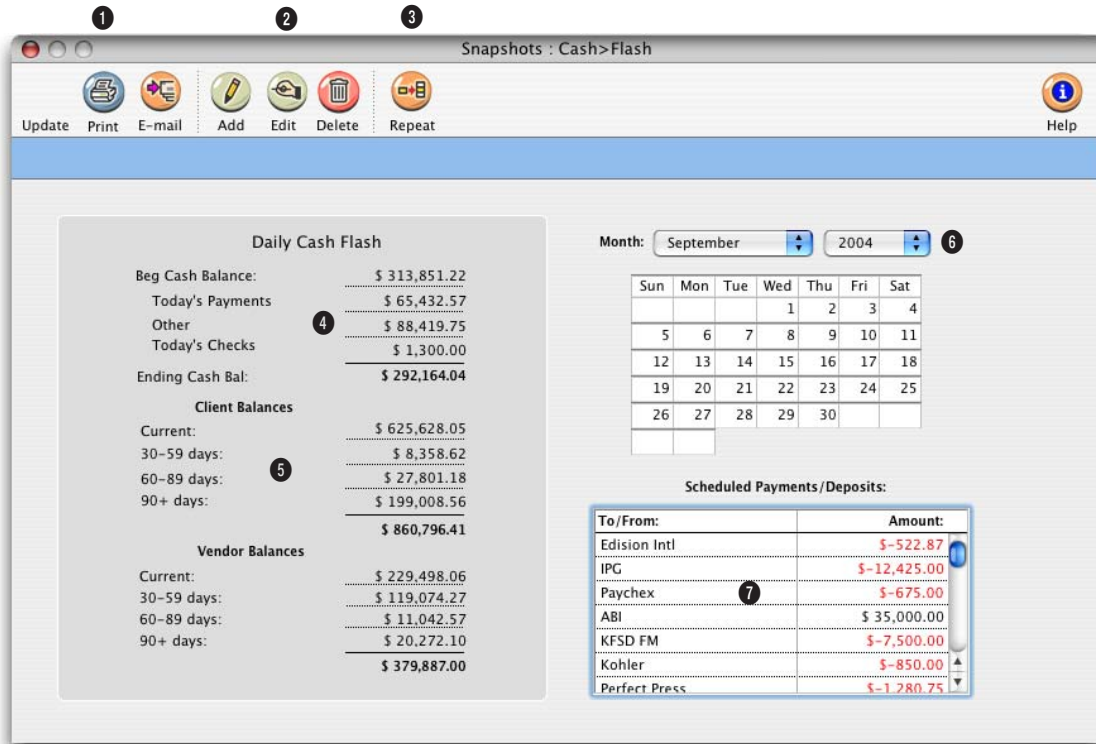 1 2 3
Snapshots : Cash>Flash
Update Print E-mail Add Edit Delete Repeat Help
Daily Cash Flash
Beg Cash Balance: $ 313,851.22
Today's Payments $ 65,432.57
Other $ 88,419.75
4
Today's Checks $ 1,300.00
Ending Cash Bal: $ 292,164.04
Client Balances
Current: $ 625,628.05
30-59 days: $ 8,358.62
5
60-89 days: $ 27,801.18
90+ days: $ 199,008.56
$ 860,796.41
Vendor Balances
Current: $ 229,498.06
30-59 days: $ 119,074.27
60-89 days: $ 11,042.57
90+ days: $ 20,272.10
$ 379,887.00
Month: September 2004 6
Sun Mon Tue Wed Thu Fri Sat
1 2 3 4
5 6 7 8 9 10 11
12 13 14 15 16 17 18
19 20 21 22 23 24 25
26 27 28 29 30
Scheduled Payments/Deposits:
To/From: Amount:
Edision Intl $-522.87
IPG $-12,425.00
Paychex 7 $-675.00
ABI $ 35,000.00
KFSD FM $-7,500.00
Kohler $-850.00
Perfect Press $-1,280.75